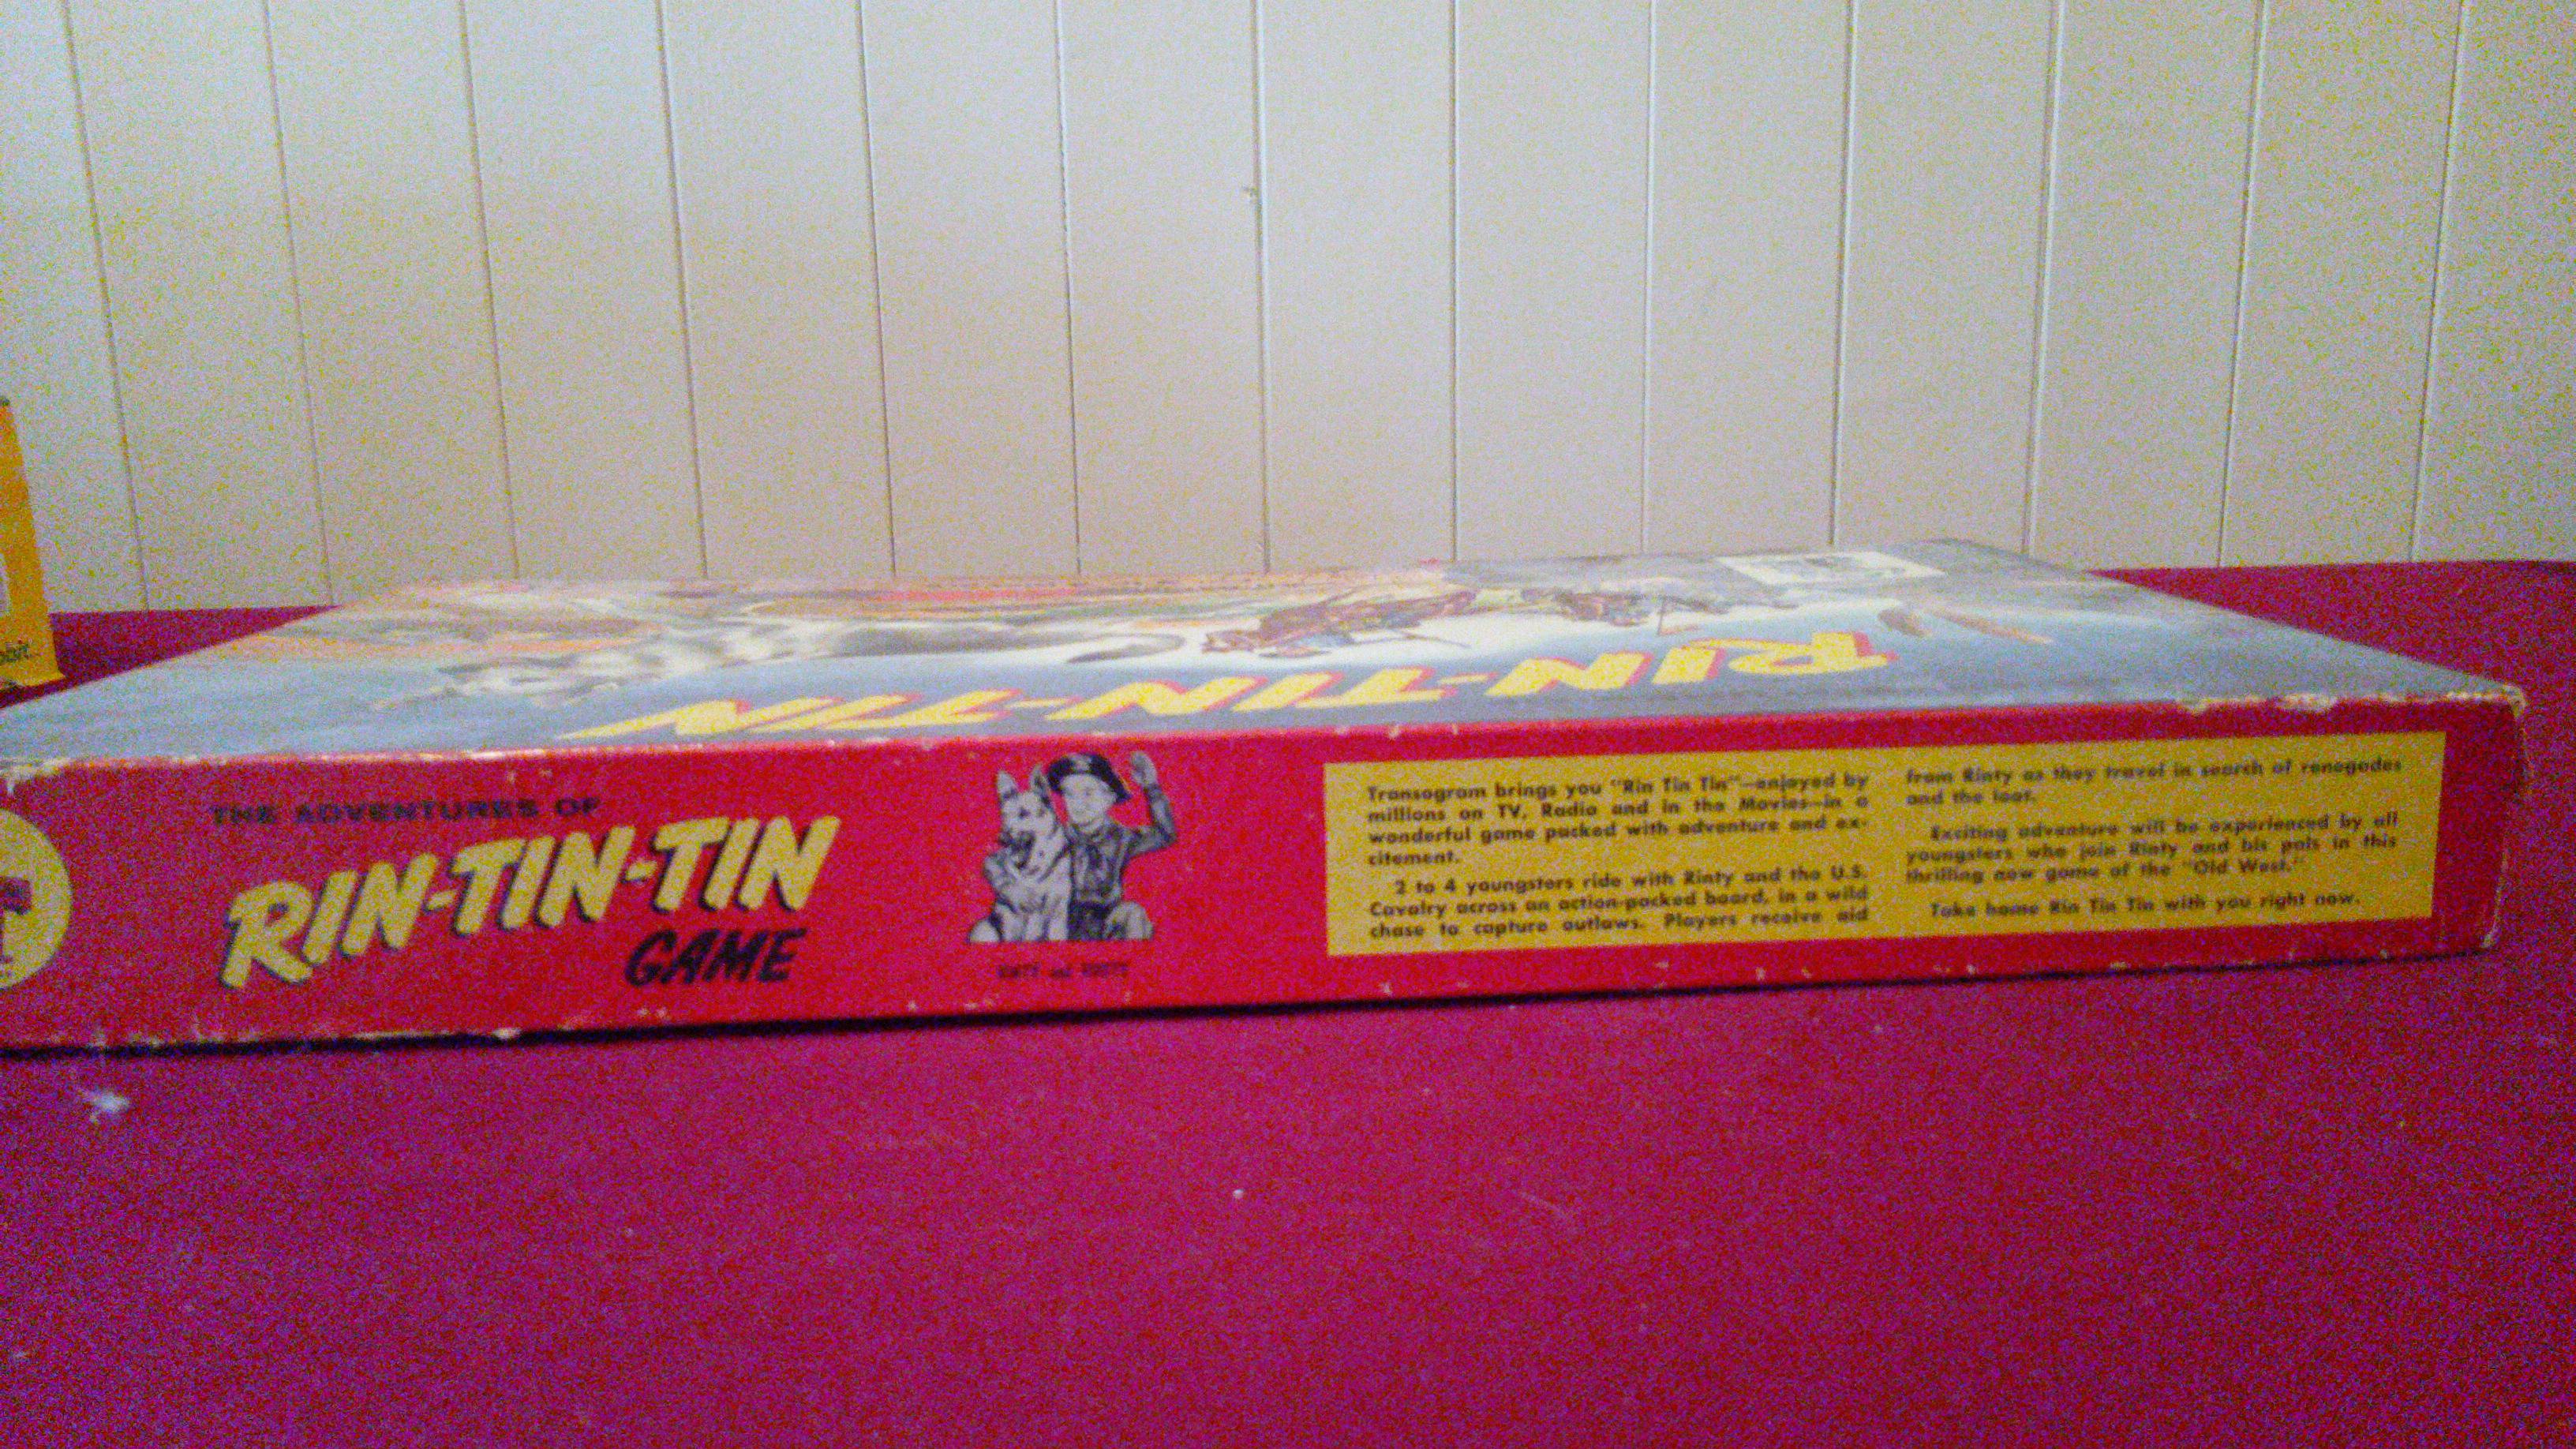 RIN-TIN-TIN
THE ADVENTURES OF
RIN-TIN-TIN
GAME
RINTY and RUSTY
Transogram brings you "Rin Tin Tin"—enjoyed by
millions on TV, Radio and in the Movies—in a
wonderful game packed with adventure and ex-
citement.
2 to 4 youngsters ride with Rinty and the U.S.
Cavalry across an action-packed board, in a wild
chase to capture outlaws. Players receive aid
from Rinty as they travel in search of renegades
and the loot.
Exciting adventure will be experienced by all
youngsters who join Rinty and his pals in this
thrilling new game of the "Old West."
Take home Rin Tin Tin with you right now.